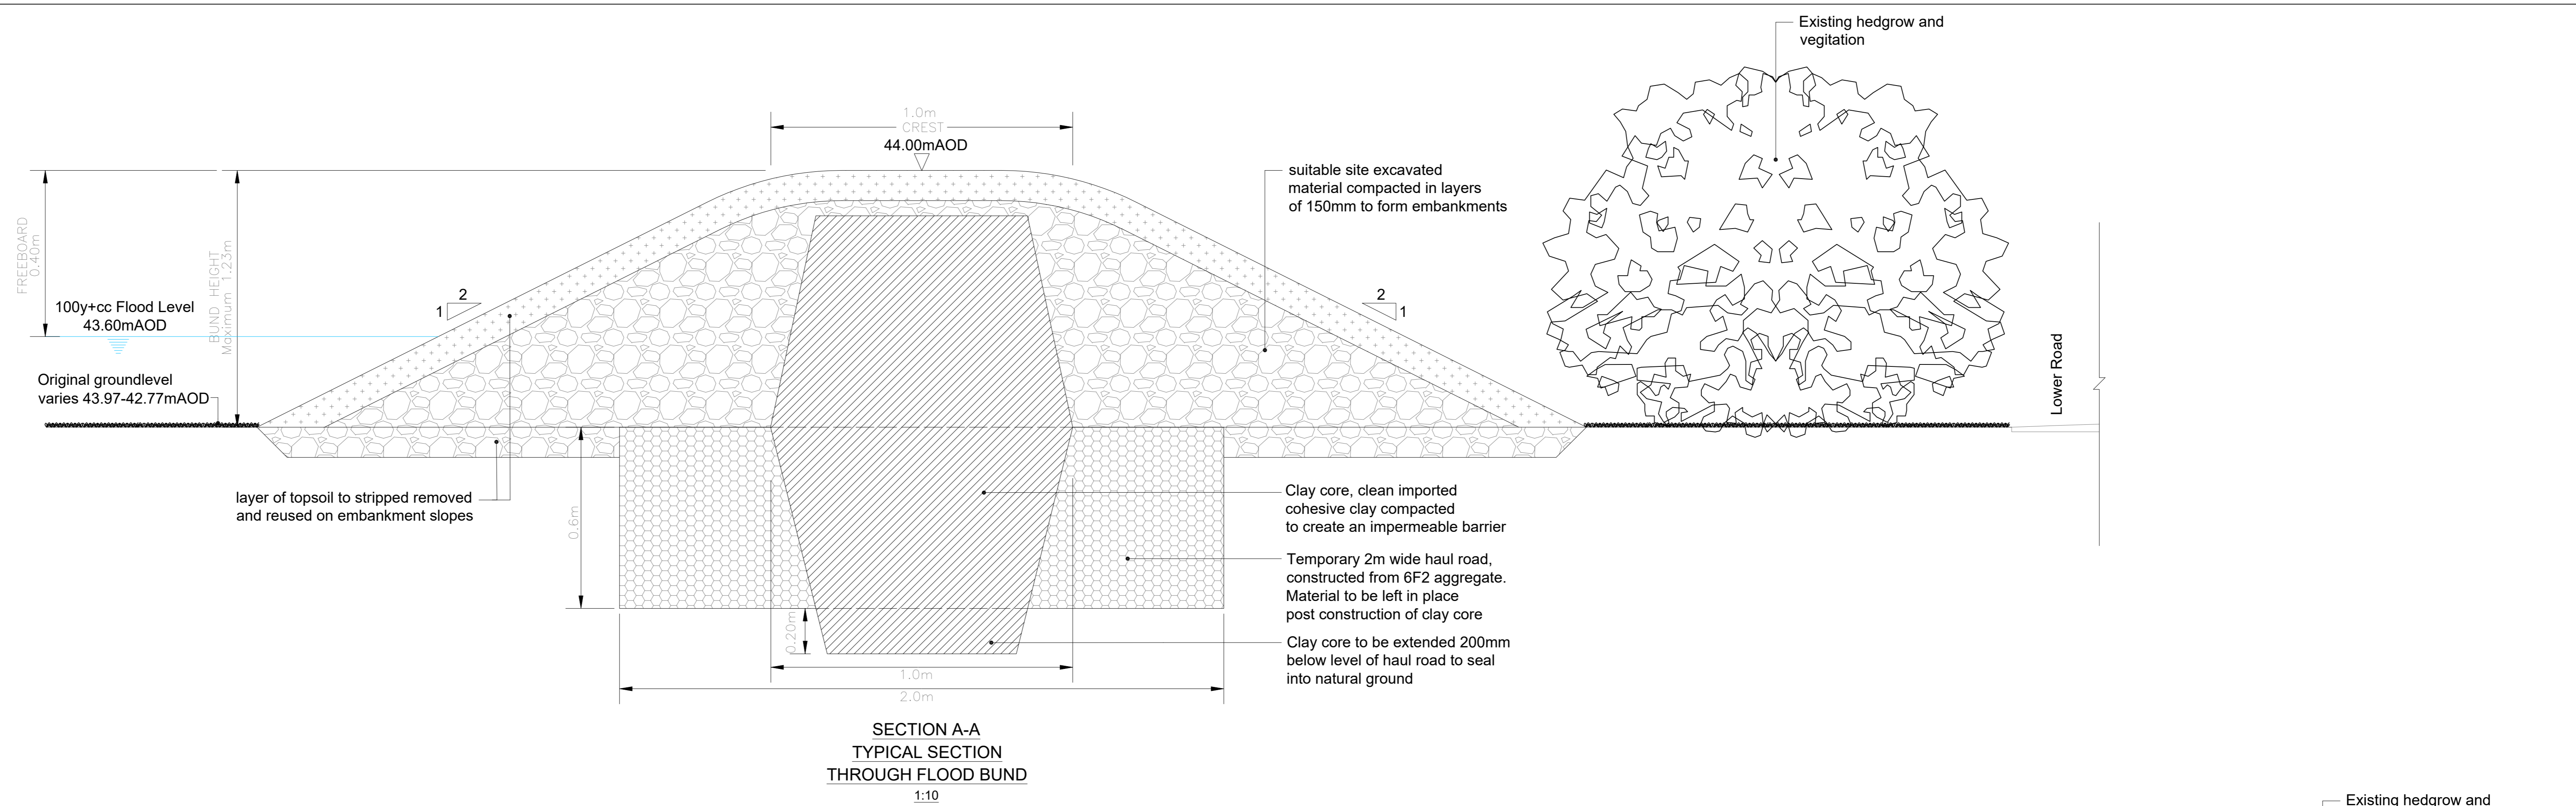 Existing hedgrow and
vegitation
1.0m
CREST
44.00mAOD
suitable site excavated
material compacted in layers
of 150mm to form embankments
FREEBOARD
0.40m
BUND HEIGHT
Maximum 1.23m
2
1
2
1
100y+cc Flood Level
43.60mAOD
Original groundlevel
varies 43.97-42.77mAOD
Lower Road
layer of topsoil to stripped removed
and reused on embankment slopes
0.6m
Clay core, clean imported
cohesive clay compacted
to create an impermeable barrier
Temporary 2m wide haul road,
constructed from 6F2 aggregate.
Material to be left in place
post construction of clay core
0.20m
Clay core to be extended 200mm
below level of haul road to seal
into natural ground
1.0m
2.0m
SECTION A-A
TYPICAL SECTION
THROUGH FLOOD BUND
1:10
Existing hedgrow and